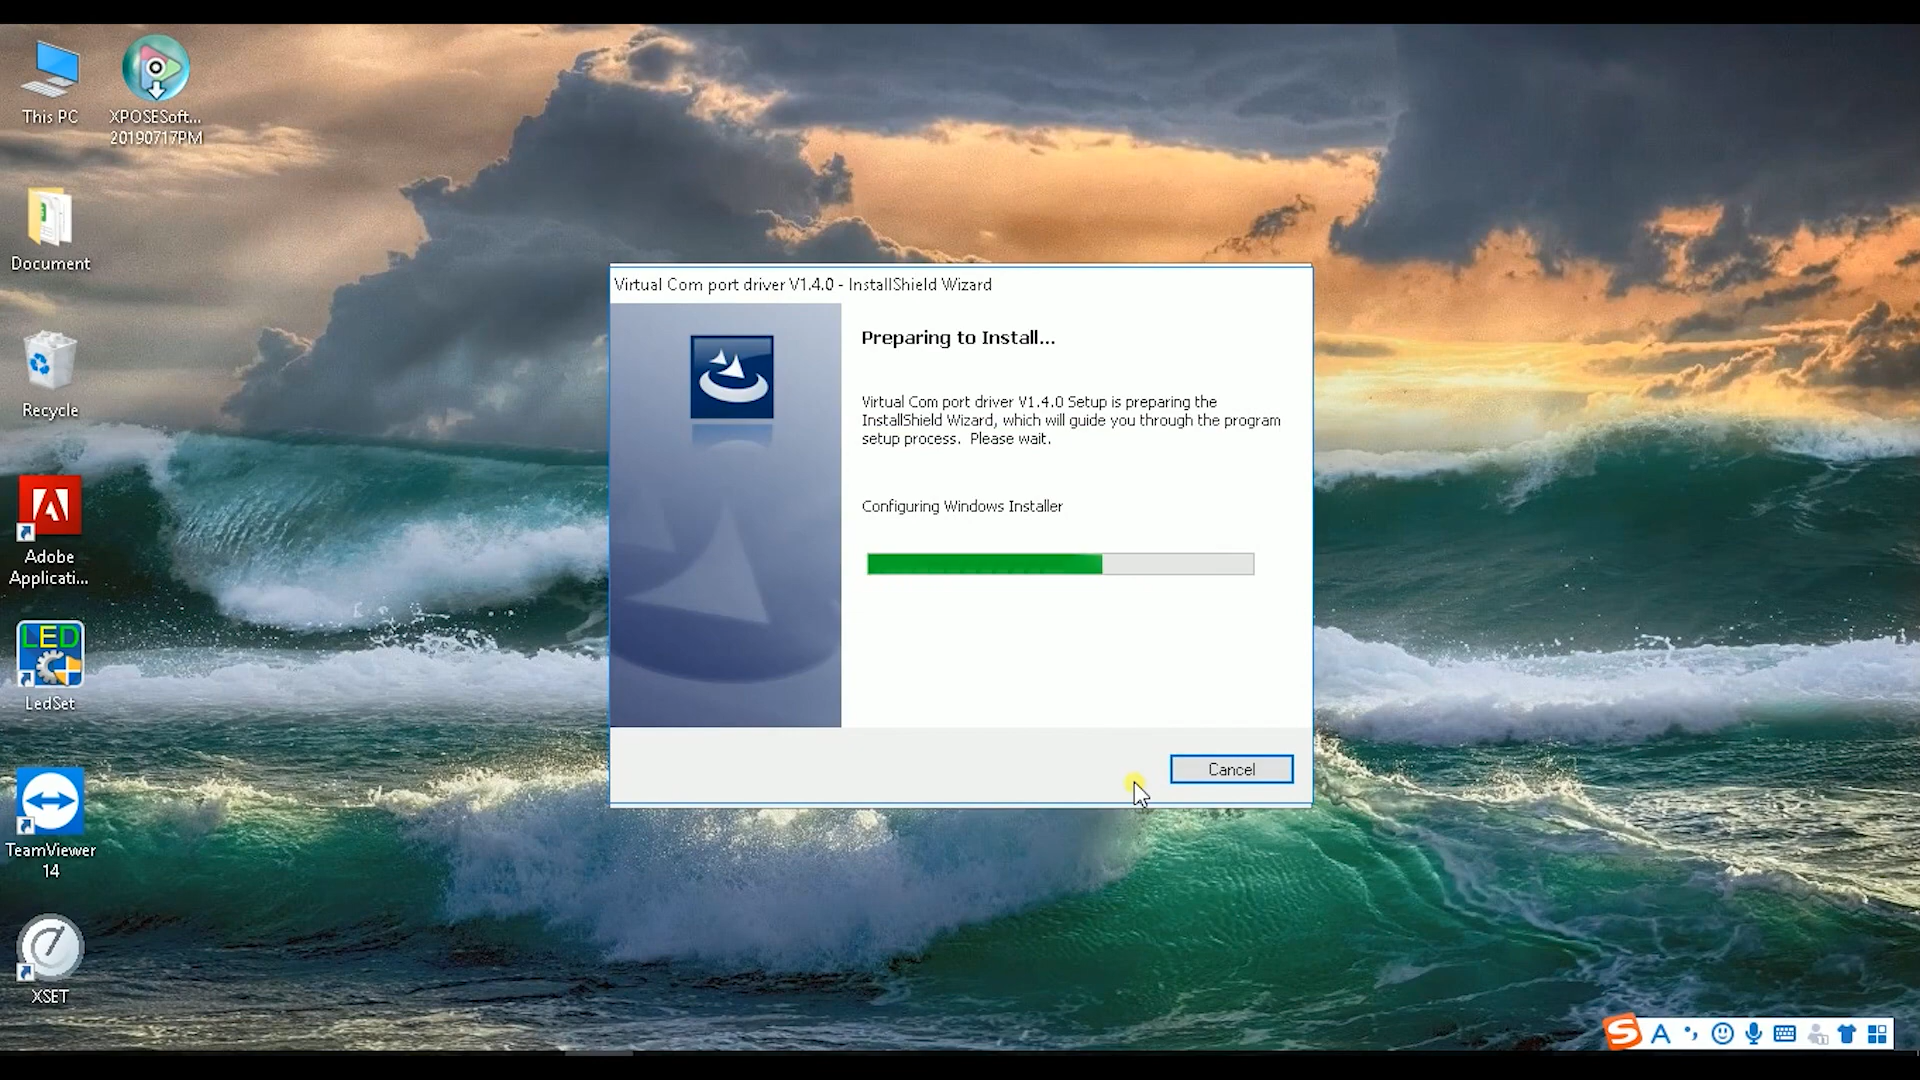 This PC
XPOSESoft...
20190717PM
Document
Recycle
Adobe
Applicati...
LED
LedSet
TeamViewer
14
XSET
Virtual Com port driver V1.4.0 - InstallShield Wizard
Preparing to Install...
Virtual Com port driver V1.4.0 Setup is preparing the
InstallShield Wizard, which will guide you through the program
setup process. Please wait.
Configuring Windows Installer
Cancel
S A